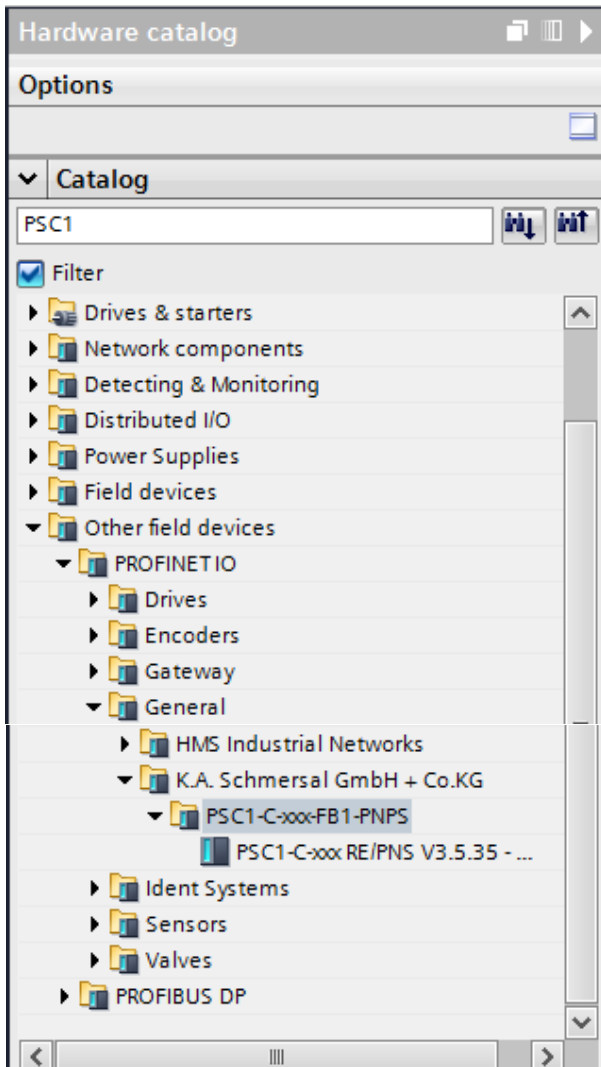 Hardware catalog
Options
Catalog
PSC1
Filter
Drives & starters
Network components
Detecting & Monitoring
Distributed I/O
Power Supplies
Field devices
Other field devices
PROFINET IO
Drives
Encoders
Gateway
General
HMS Industrial Networks
K.A. Schmersal GmbH + Co.KG
PSC1-C-xxx-FB1-PNPS
PSC1-C-xxx RE/PNS V3.5.35 - ...
Ident Systems
Sensors
Valves
PROFIBUS DP